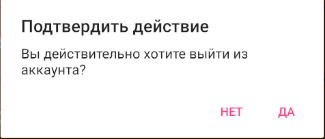 Подтвердить действие
Вы действительно хотите выйти из
аккаунта?
НЕТ ДА